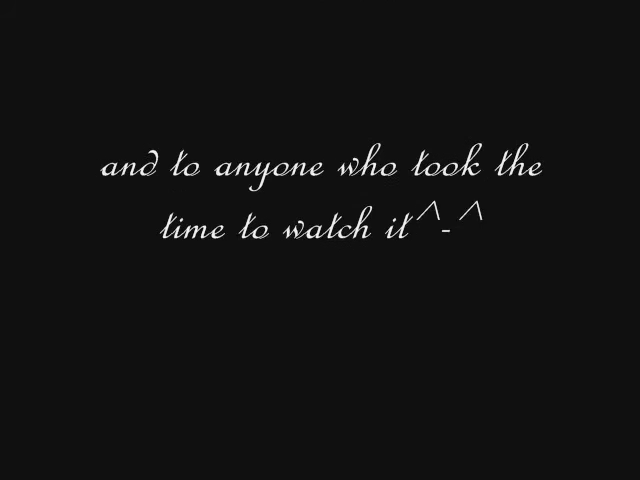 and to anyone who took the
time to watch it^-^